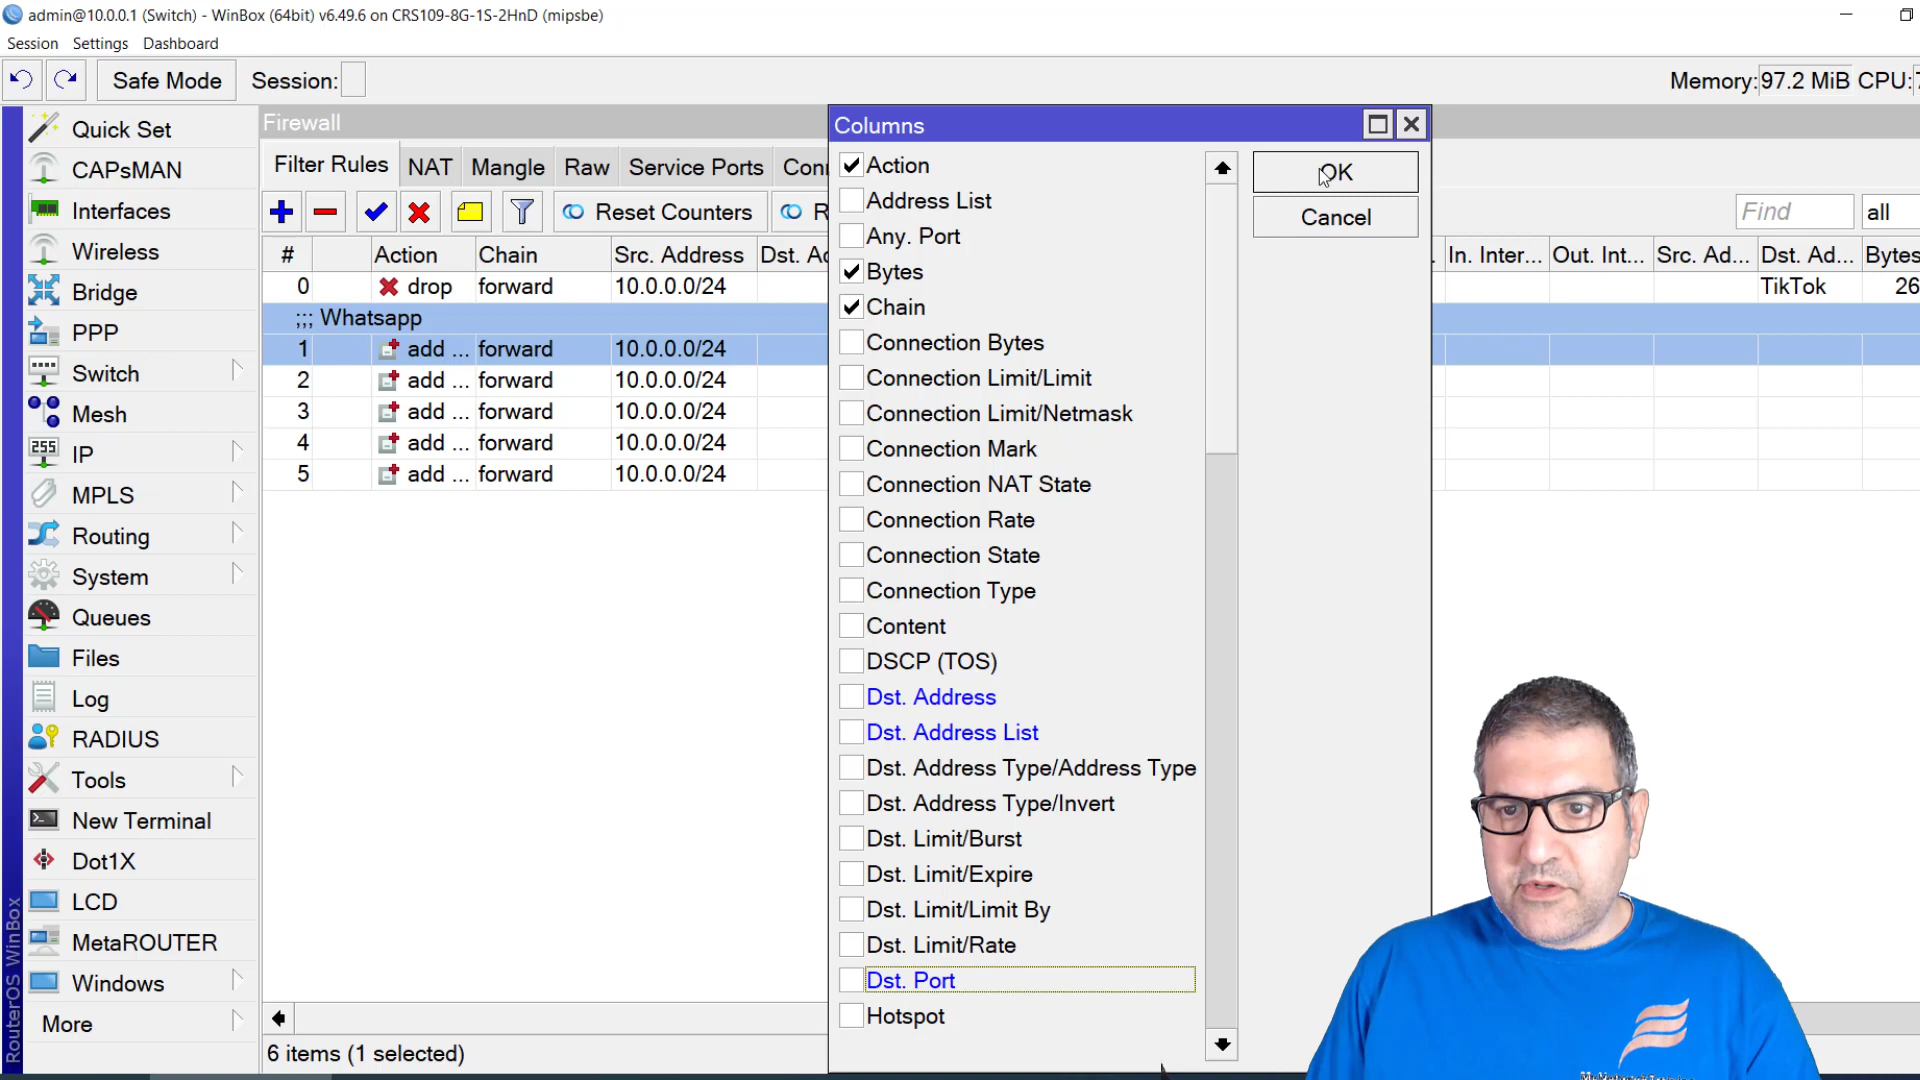 admin@10.0.0.1 (Switch) - WinBox (64bit) v6.49.6 on CRS109-8G-1S-2HnD (mipsbe)
Session Settings Dashboard
Safe Mode Session: Memory: 97.2 MiB CPU:
Quick Set
CAPsMAN
Interfaces
Wireless
Bridge
PPP
Switch
Mesh
255 IP
MPLS
Routing
System
Queues
Files
Log
RADIUS
Tools
New Terminal
Dot1X
LCD
MetaROUTER
Windows
More
RouterOS WinBox
Firewall
Filter Rules NAT Mangle Raw Service Ports
Reset Counters Find all
# Action Chain Src. Address In. Inter... Out. Int... Src. Ad... Dst. Ad... Bytes
0 drop forward 10.0.0.0/24 TikTok 26
;;; Whatsapp
1 add ... forward 10.0.0.0/24
2 add ... forward 10.0.0.0/24
3 add ... forward 10.0.0.0/24
4 add ... forward 10.0.0.0/24
5 add ... forward 10.0.0.0/24
6 items (1 selected)
Columns
Action
Address List
Any. Port
Bytes
Chain
Connection Bytes
Connection Limit/Limit
Connection Limit/Netmask
Connection Mark
Connection NAT State
Connection Rate
Connection State
Connection Type
Content
DSCP (TOS)
Dst. Address
Dst. Address List
Dst. Address Type/Address Type
Dst. Address Type/Invert
Dst. Limit/Burst
Dst. Limit/Expire
Dst. Limit/Limit By
Dst. Limit/Rate
Dst. Port
Hotspot
OK
Cancel